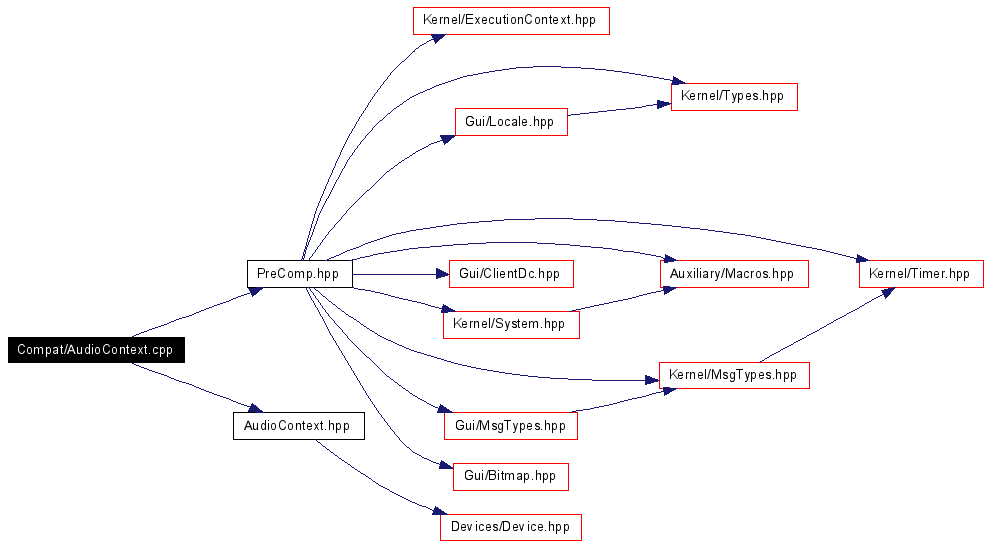 Kernel/ExecutionContext.hpp
Kernel/Types.hpp
Gui/Locale.hpp
PreComp.hpp
Gui/ClientDc.hpp
Auxiliary/Macros.hpp
Kernel/Timer.hpp
Kernel/System.hpp
Compat/AudioContext.cpp
Kernel/MsgTypes.hpp
AudioContext.hpp
Gui/MsgTypes.hpp
Gui/Bitmap.hpp
Devices/Device.hpp